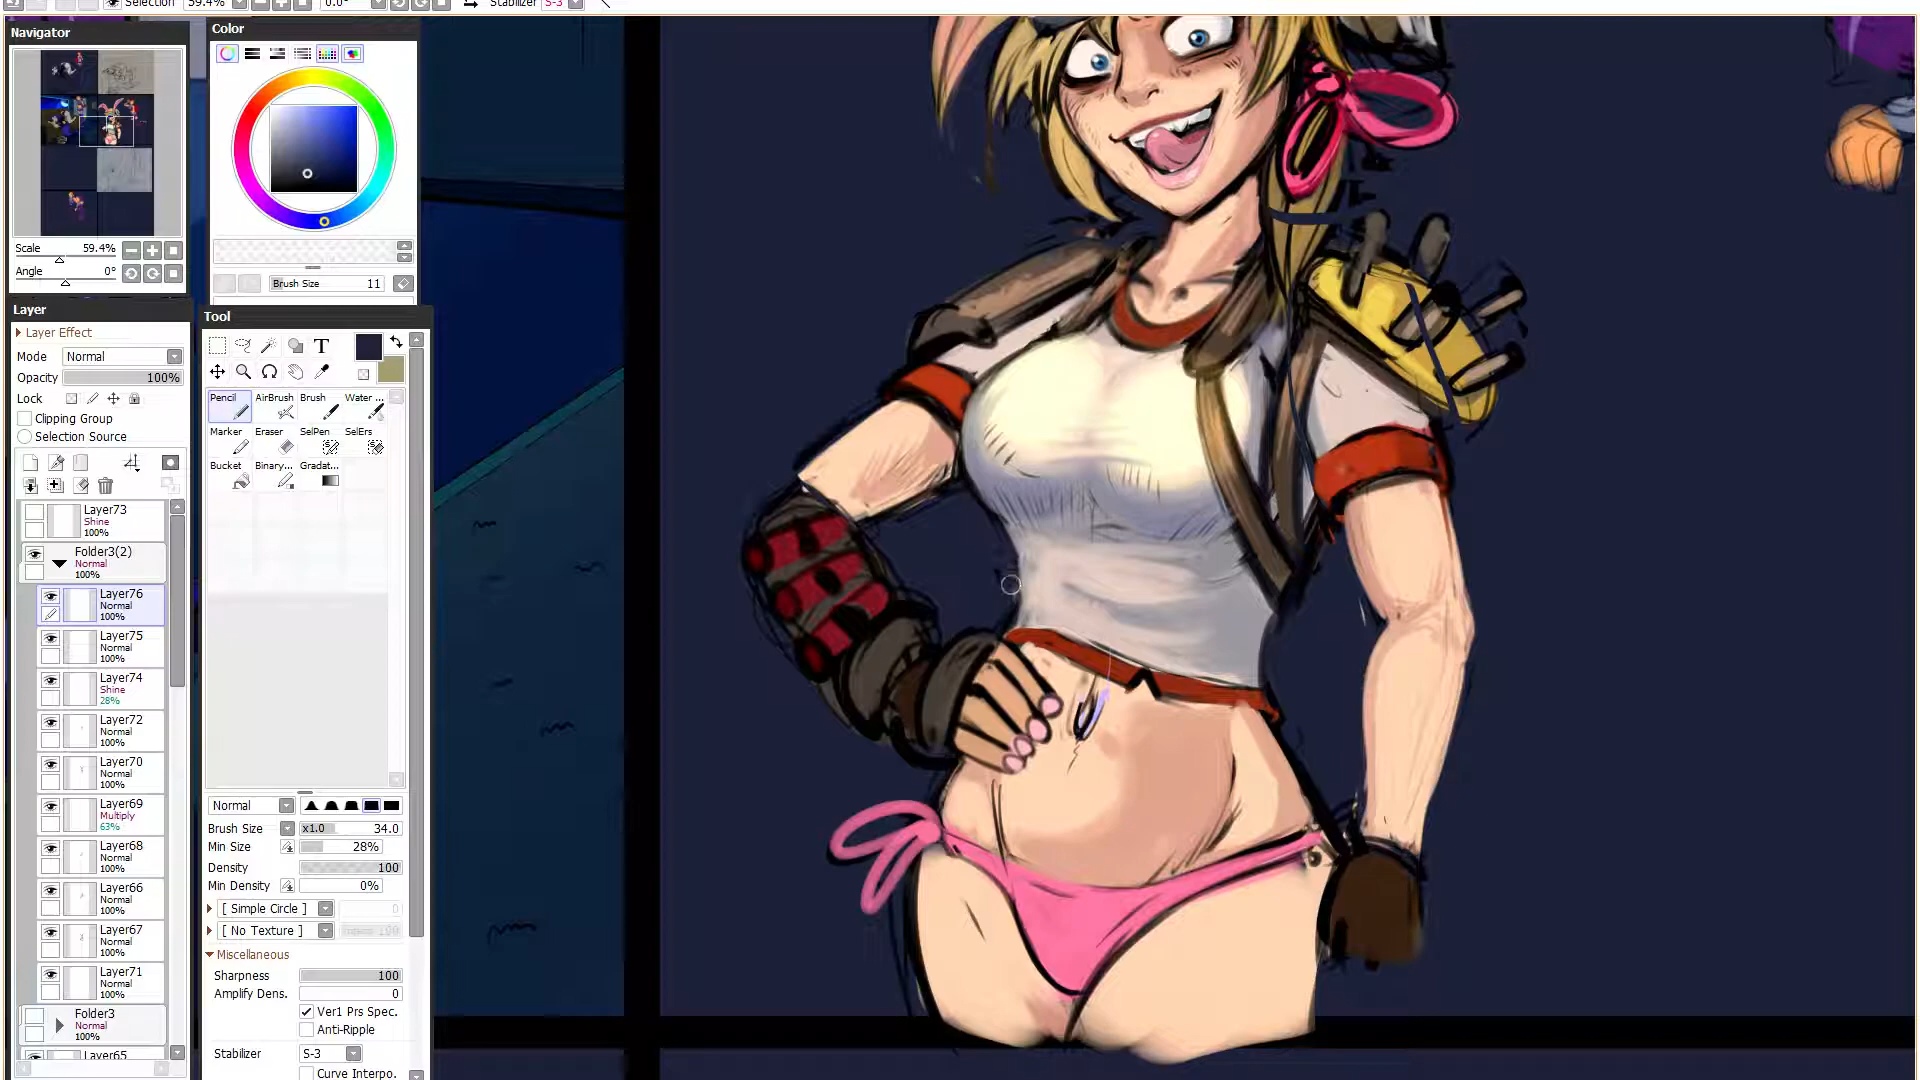 Selection 59.4% 0.0° Stabilizer S-3
Navigator
Scale 59.4%
Angle 0°
Layer
Layer Effect
Mode Normal
Opacity 100%
Lock
Clipping Group
Selection Source
Layer73
Shine
100%
Folder3(2)
Normal
100%
Layer76
Normal
100%
Layer75
Normal
100%
Layer74
Shine
28%
Layer72
Normal
100%
Layer70
Normal
100%
Layer69
Multiply
63%
Layer68
Normal
100%
Layer66
Normal
100%
Layer67
Normal
100%
Layer71
Normal
100%
Folder3
Normal
100%
Layer65
Color
Brush Size 11
Tool
T
Pencil AirBrush Brush Water ...
Marker Eraser SelPen SelErs
Bucket Binary... Gradat...
Normal
Brush Size x1.0 34.0
Min Size 28%
Density 100
Min Density 0%
[ Simple Circle ]
[ No Texture ]
Miscellaneous
Sharpness 100
Amplify Dens. 0
Ver1 Prs Spec.
Anti-Ripple
Stabilizer S-3
Curve Interpo.